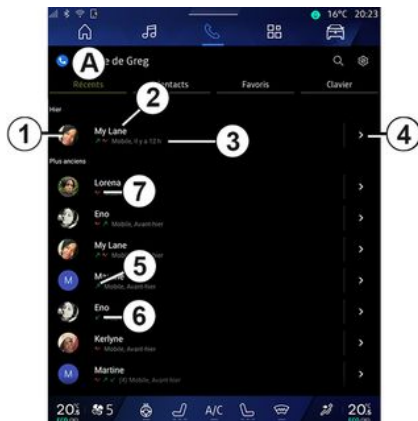 16°C 20:23
A
e de Greg
Récents
ontacts
Favoris
Clavier
Hier
2
My Lane
Mobile, Il y a 12 h
1
3
4
Plus anciens
Lorena
7
Eno
Mobile, Avant-hier
My Lane
Mobile, Avant-hier
M
5
Mobile, Avant-hier
Eno
6
Kerlyne
Mobile, Avant-hier
M
Martine
(4) Mobile, Avant-hier
20
5
A/C
20